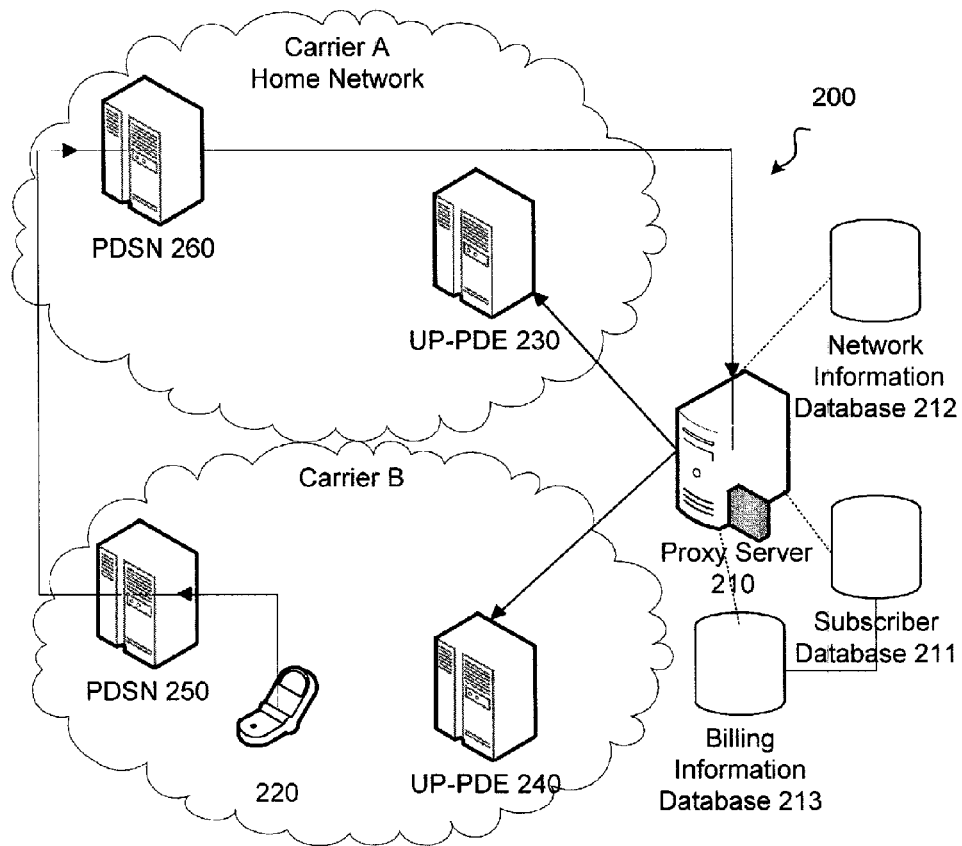 Carrier A
Home Network
200
PDSN 260
UP-PDE 230
Network
Information
Database 212
Carrier B
Proxy Server
210
PDSN 250
Subscriber
Database 211
220
UP-PDE 240
Billing
Information
Database 213